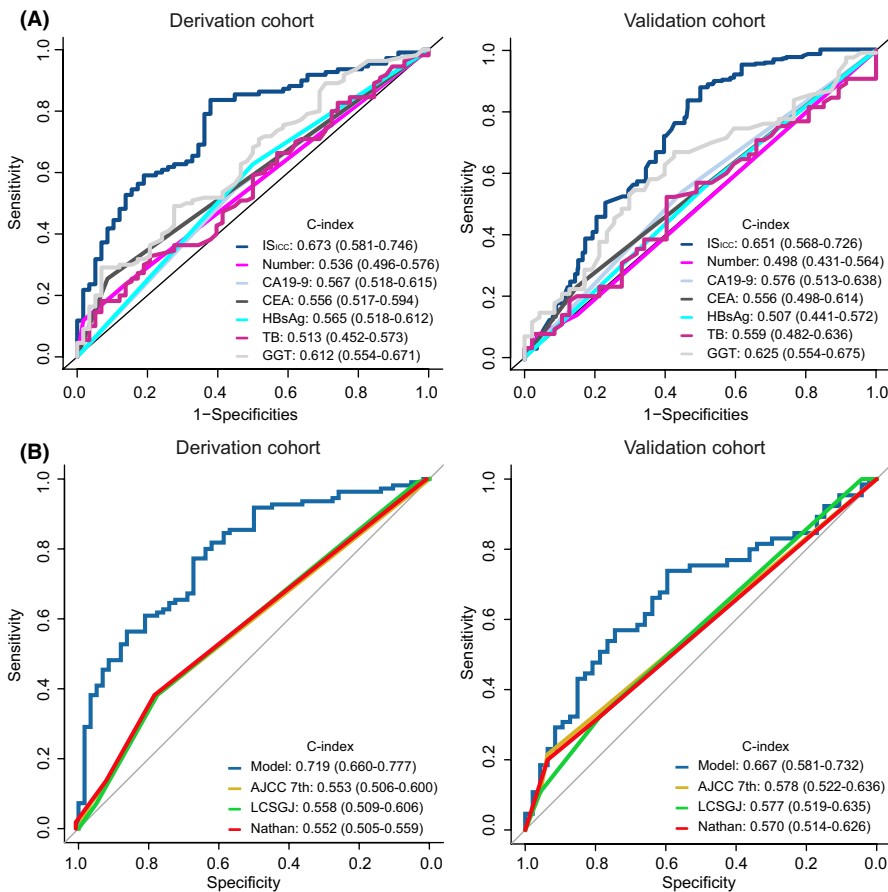 (A)
Derivation cohort
Sensitivity
0.0 0.2 0.4 0.6 0.8 1.0
C-index
ISICC: 0.673 (0.581-0.746)
Number: 0.536 (0.496-0.576)
CA19-9: 0.567 (0.518-0.615)
CEA: 0.556 (0.517-0.594)
HBsAg: 0.565 (0.518-0.612)
TB: 0.513 (0.452-0.573)
GGT: 0.612 (0.554-0.671)
0.0 0.2 0.4 0.6 0.8 1.0
1−Specificities
Validation cohort
Sensitivity
0.0 0.2 0.4 0.6 0.8 1.0
C-index
ISICC: 0.651 (0.568-0.726)
Number: 0.498 (0.431-0.564)
CA19-9: 0.576 (0.513-0.638)
CEA: 0.556 (0.498-0.614)
HBsAg: 0.507 (0.441-0.572)
TB: 0.559 (0.482-0.636)
GGT: 0.625 (0.554-0.675)
0.0 0.2 0.4 0.6 0.8 1.0
1−Specificities
(B)
Derivation cohort
Sensitivity
0.0 0.2 0.4 0.6 0.8 1.0
C-index
Model: 0.719 (0.660-0.777)
AJCC 7th: 0.553 (0.506-0.600)
LCSGJ: 0.558 (0.509-0.606)
Nathan: 0.552 (0.505-0.559)
1.0 0.8 0.6 0.4 0.2 0.0
Specificity
Validation cohort
Sensitivity
0.0 0.2 0.4 0.6 0.8 1.0
C-index
Model: 0.667 (0.581-0.732)
AJCC 7th: 0.578 (0.522-0.636)
LCSGJ: 0.577 (0.519-0.635)
Nathan: 0.570 (0.514-0.626)
1.0 0.8 0.6 0.4 0.2 0.0
Specificity